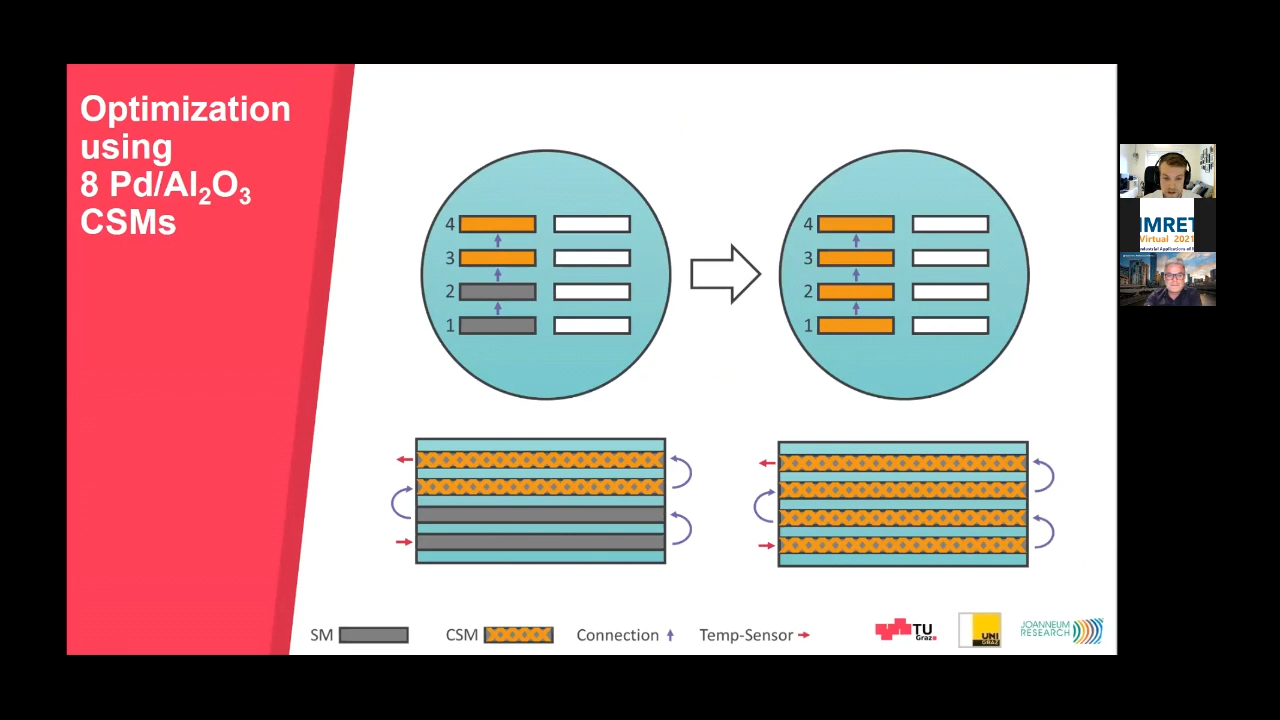 Optimization
using
8 Pd/Al₂O₃
CSMs
4
3
2
1
4
3
2
1
SM
CSM
Connection
Temp-Sensor
TU
Graz
UNI
GRAZ
JOANNEUM
RESEARCH
IMRET
Virtual 2021